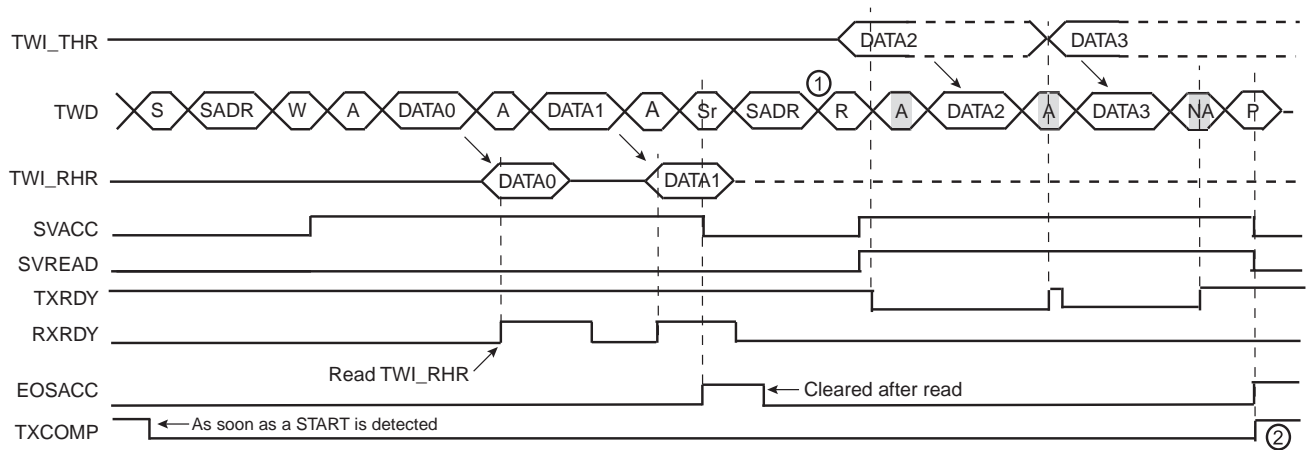 TWI_THR DATA2 DATA3
①
TWD S SADR W A DATA0 A DATA1 A Sr SADR R A DATA2 A DATA3 NA P
TWI_RHR DATA0 DATA1
SVACC
SVREAD
TXRDY
RXRDY
Read TWI_RHR
EOSACC Cleared after read
TXCOMP As soon as a START is detected ②